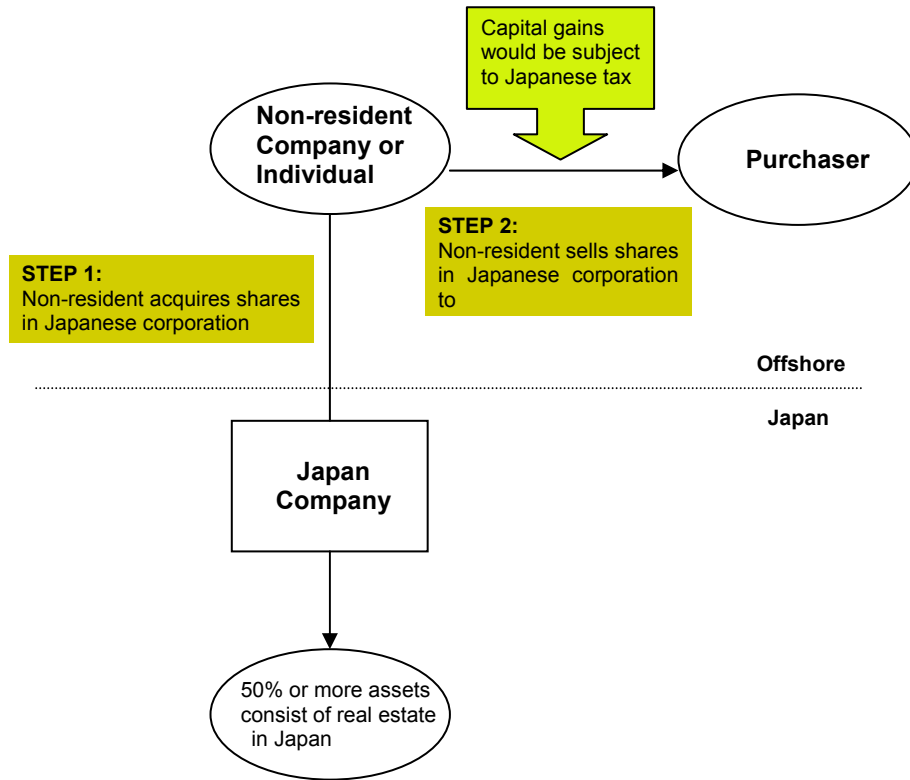 Capital gains
would be subject
to Japanese tax
Non-resident
Company or
Individual
Purchaser
STEP 1:
Non-resident acquires shares
in Japanese corporation
STEP 2:
Non-resident sells shares
in Japanese corporation
to
Offshore
Japan
Japan
Company
50% or more assets
consist of real estate
in Japan